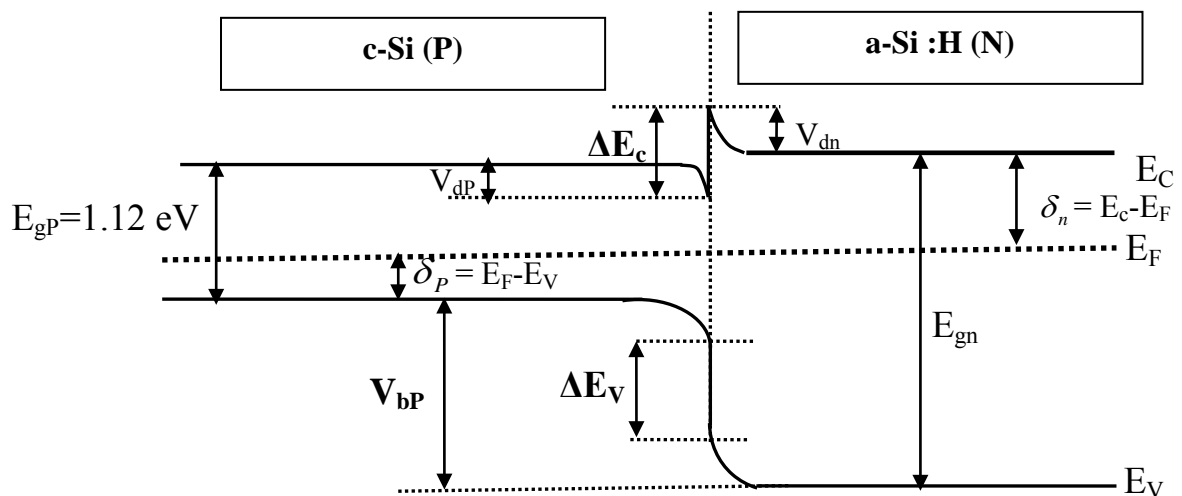 c-Si (P)
a-Si :H (N)
ΔE_c
V_dn
V_dP
E_C
E_gP=1.12 eV
δ_n = E_c-E_F
E_F
δ_P = E_F-E_V
E_gn
V_bP
ΔE_V
E_V